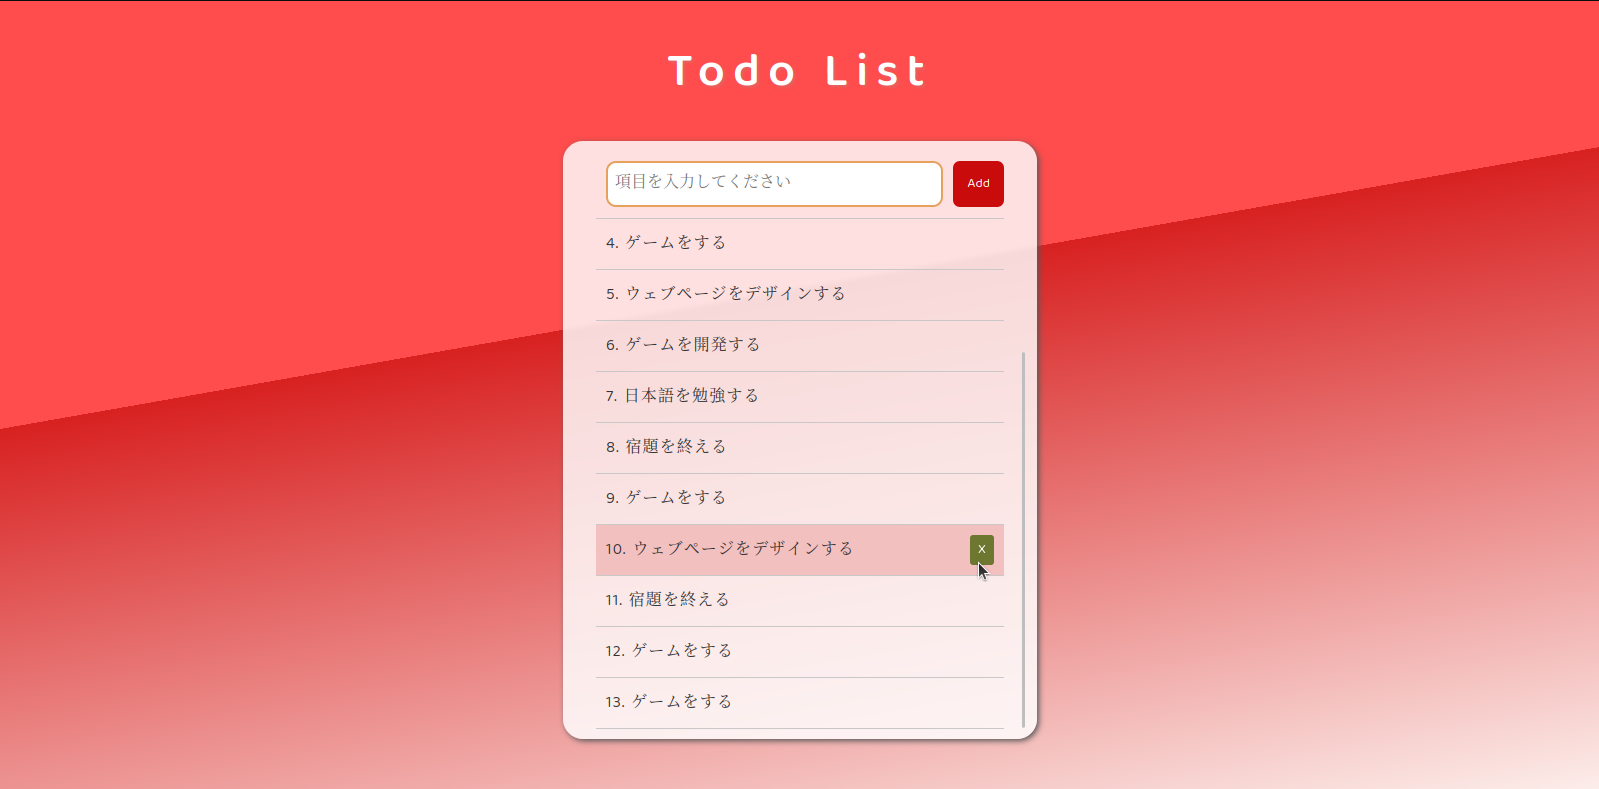 Todo List
項目を入力してください
Add
4. ゲームをする
5. ウェブページをデザインする
6. ゲームを開発する
7. 日本語を勉強する
8. 宿題を終える
9. ゲームをする
10. ウェブページをデザインする
X
11. 宿題を終える
12. ゲームをする
13. ゲームをする